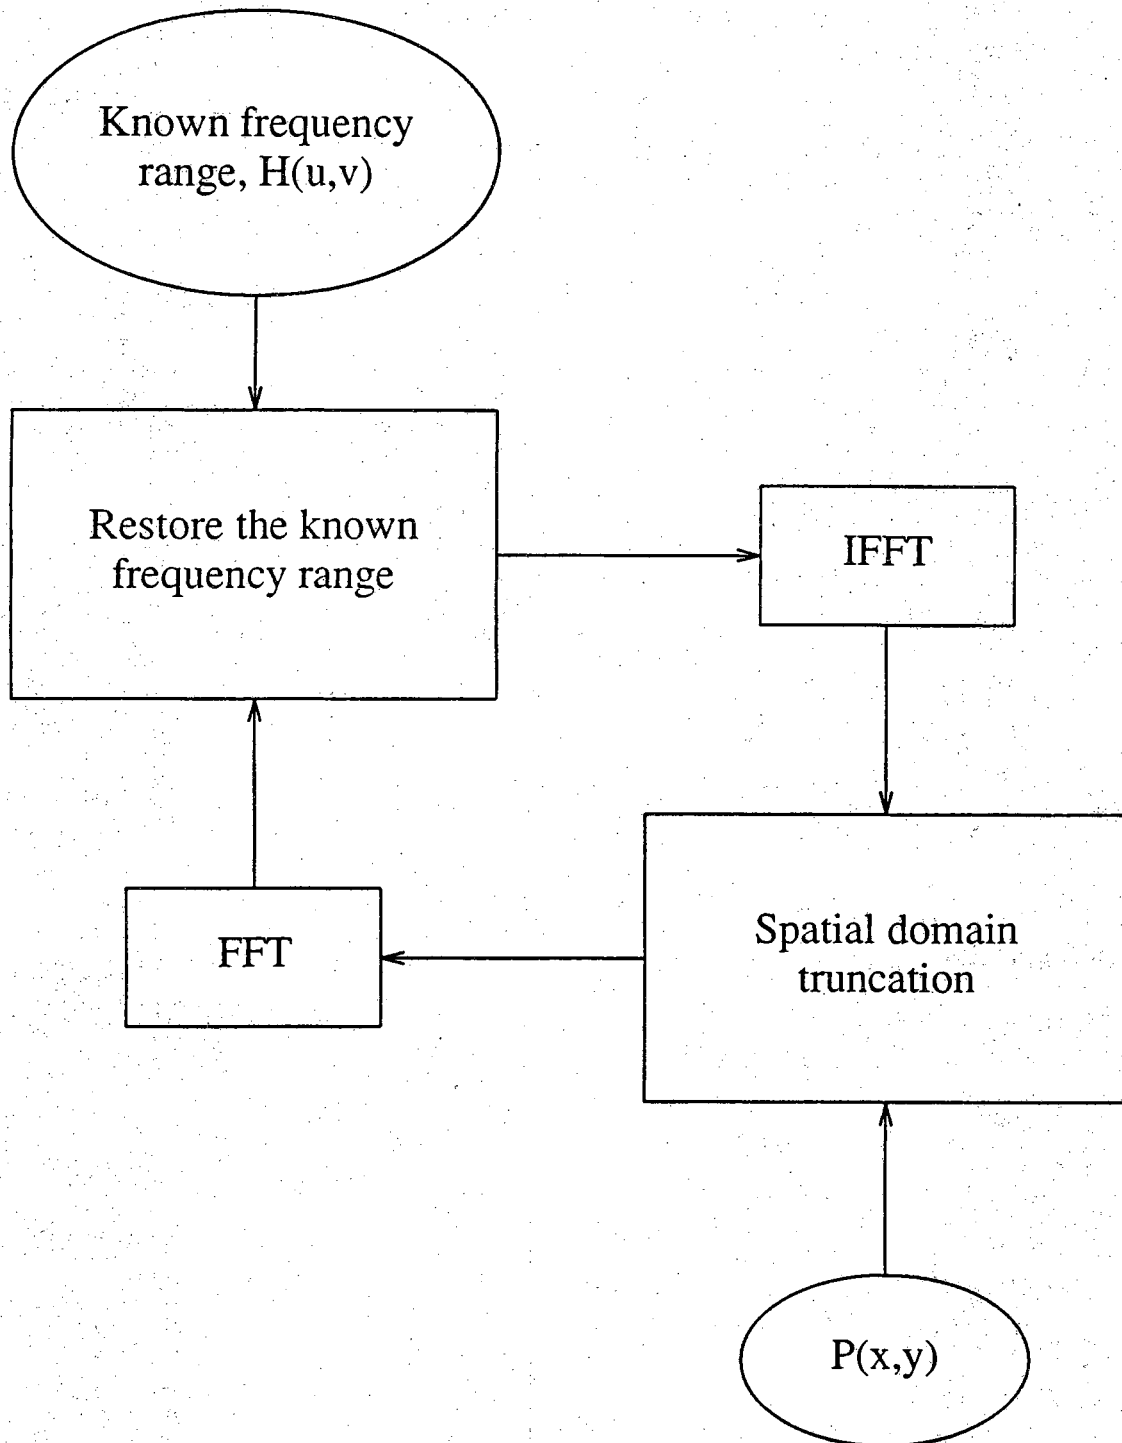 Known frequency
range, H(u,v)
Restore the known
frequency range
IFFT
FFT
Spatial domain
truncation
P(x,y)